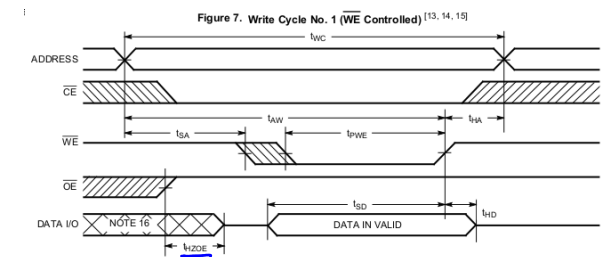 Figure 7. Write Cycle No. 1 (WE Controlled) [13, 14, 15]
tWC
ADDRESS
CE
tAW
tHA
tSA
tPWE
WE
OE
tSD
tHD
DATA I/O
NOTE 16
DATA IN VALID
tHZOE